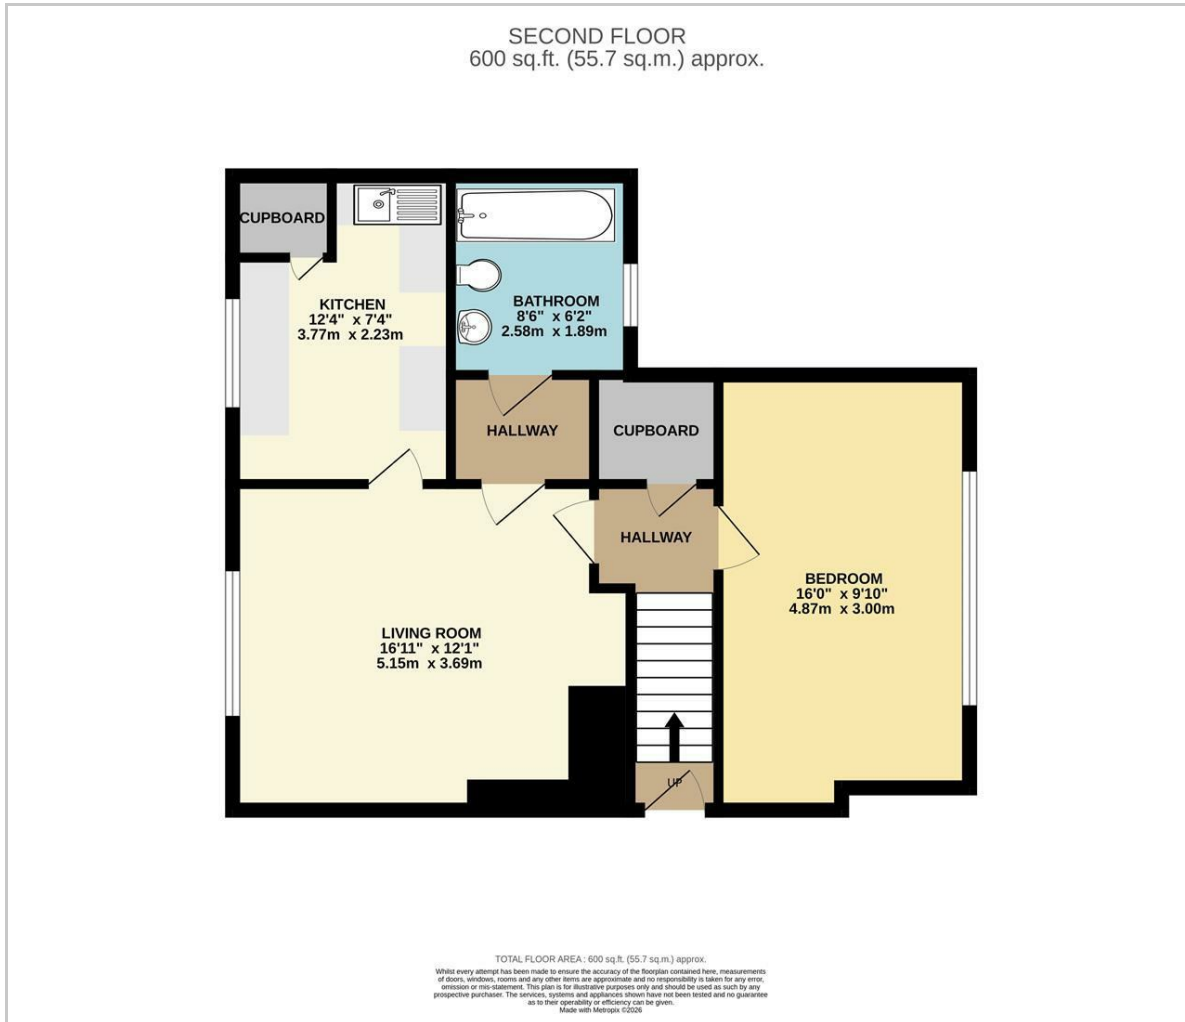 SECOND FLOOR
600 sq.ft. (55.7 sq.m.) approx.
CUPBOARD
KITCHEN
12'4" x 7'4"
3.77m x 2.23m
BATHROOM
8'6" x 6'2"
2.58m x 1.89m
HALLWAY
CUPBOARD
HALLWAY
BEDROOM
16'0" x 9'10"
4.87m x 3.00m
LIVING ROOM
16'11" x 12'1"
5.15m x 3.69m
UP
TOTAL FLOOR AREA : 600 sq.ft. (55.7 sq.m.) approx.
Whilst every attempt has been made to ensure the accuracy of the floorplan contained here, measurements
of doors, windows, rooms and any other items are approximate and no responsibility is taken for any error,
omission or mis-statement. This plan is for illustrative purposes only and should be used as such by any
prospective purchaser. The services, systems and appliances shown have not been tested and no guarantee
as to their operability or efficiency can be given.
Made with Metropix ©2026